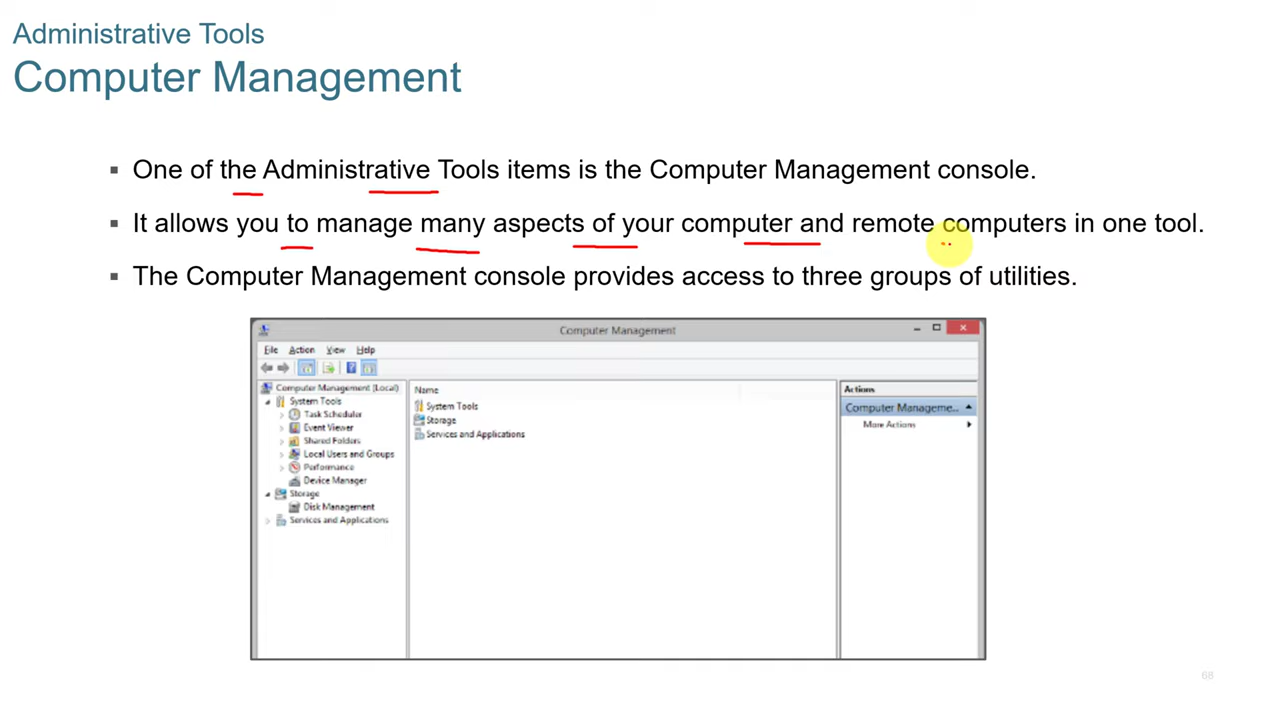 Administrative Tools
Computer Management
▪ One of the Administrative Tools items is the Computer Management console.
▪ It allows you to manage many aspects of your computer and remote computers in one tool.
▪ The Computer Management console provides access to three groups of utilities.
Computer Management
File Action View Help
Computer Management (Local)
System Tools
Task Scheduler
Event Viewer
Shared Folders
Local Users and Groups
Performance
Device Manager
Storage
Disk Management
Services and Applications
Name
System Tools
Storage
Services and Applications
Actions
Computer Manageme...
More Actions
68